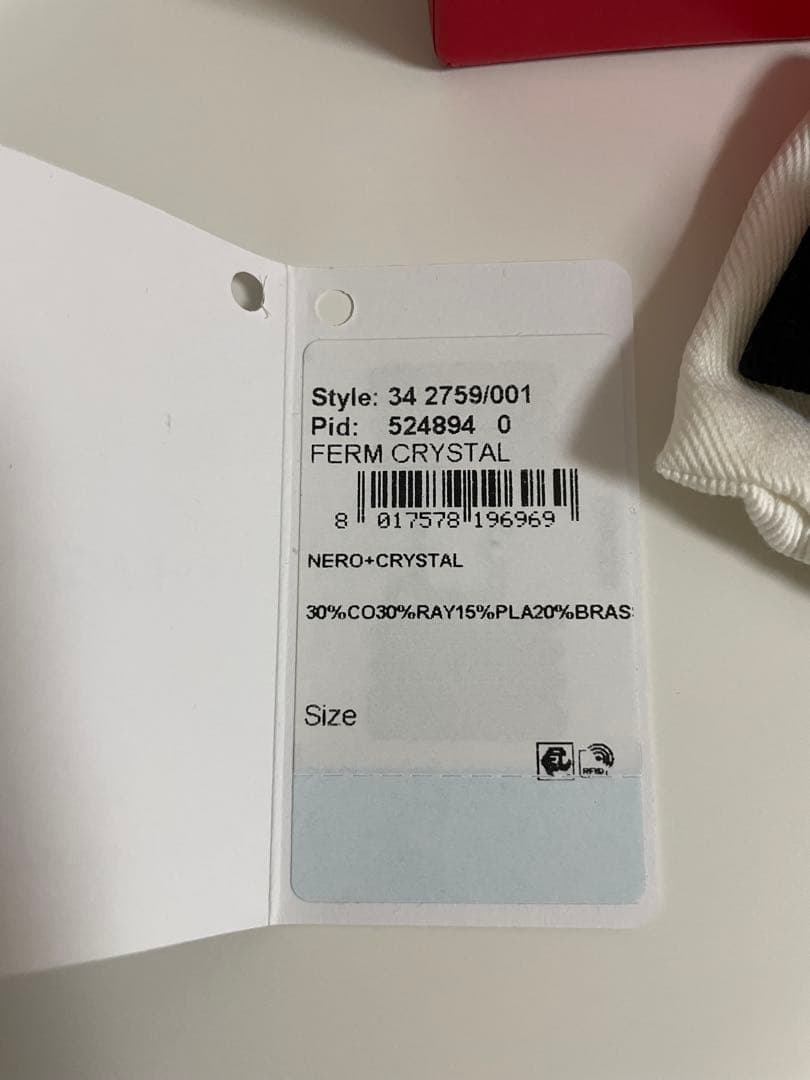 Style: 34 2759/001
Pid: 524894 0
FERM CRYSTAL
8 017578 196969
NERO+CRYSTAL
30%CO30%RAY15%PLA20%BRAS
Size
RFID